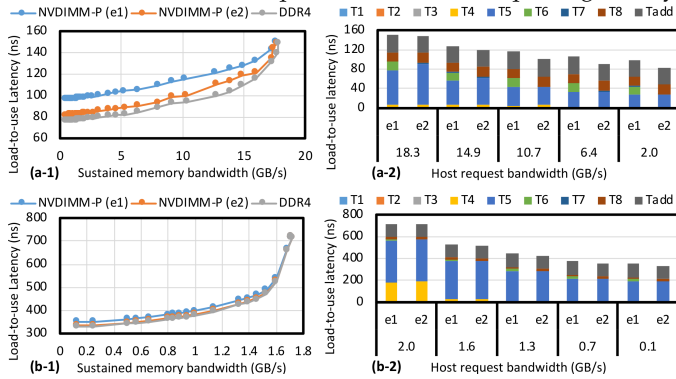 NVDIMM-P (e1) NVDIMM-P (e2) DDR4
Load-to-use Latency (ns)
160
140
120
100
80
60
0 5 10 15 20
(a-1) Sustained memory bandwidth (GB/s)
T1 T2 T3 T4 T5 T6 T7 T8 Tadd
Load-to-use Latency (ns)
160
120
80
40
0
e1 e2 e1 e2 e1 e2 e1 e2 e1 e2
18.3 14.9 10.7 6.4 2.0
(a-2) Host request bandwidth (GB/s)
NVDIMM-P (e1) NVDIMM-P (e2) DDR4
Load-to-use Latency (ns)
800
700
600
500
400
300
0 0.2 0.4 0.6 0.8 1.0 1.2 1.4 1.6 1.8
(b-1) Sustained memory bandwidth (GB/s)
T1 T2 T3 T4 T5 T6 T7 T8 Tadd
Load-to-use Latency (ns)
800
600
400
200
0
e1 e2 e1 e2 e1 e2 e1 e2 e1 e2
2.0 1.6 1.3 0.7 0.1
(b-2) Host request bandwidth (GB/s)